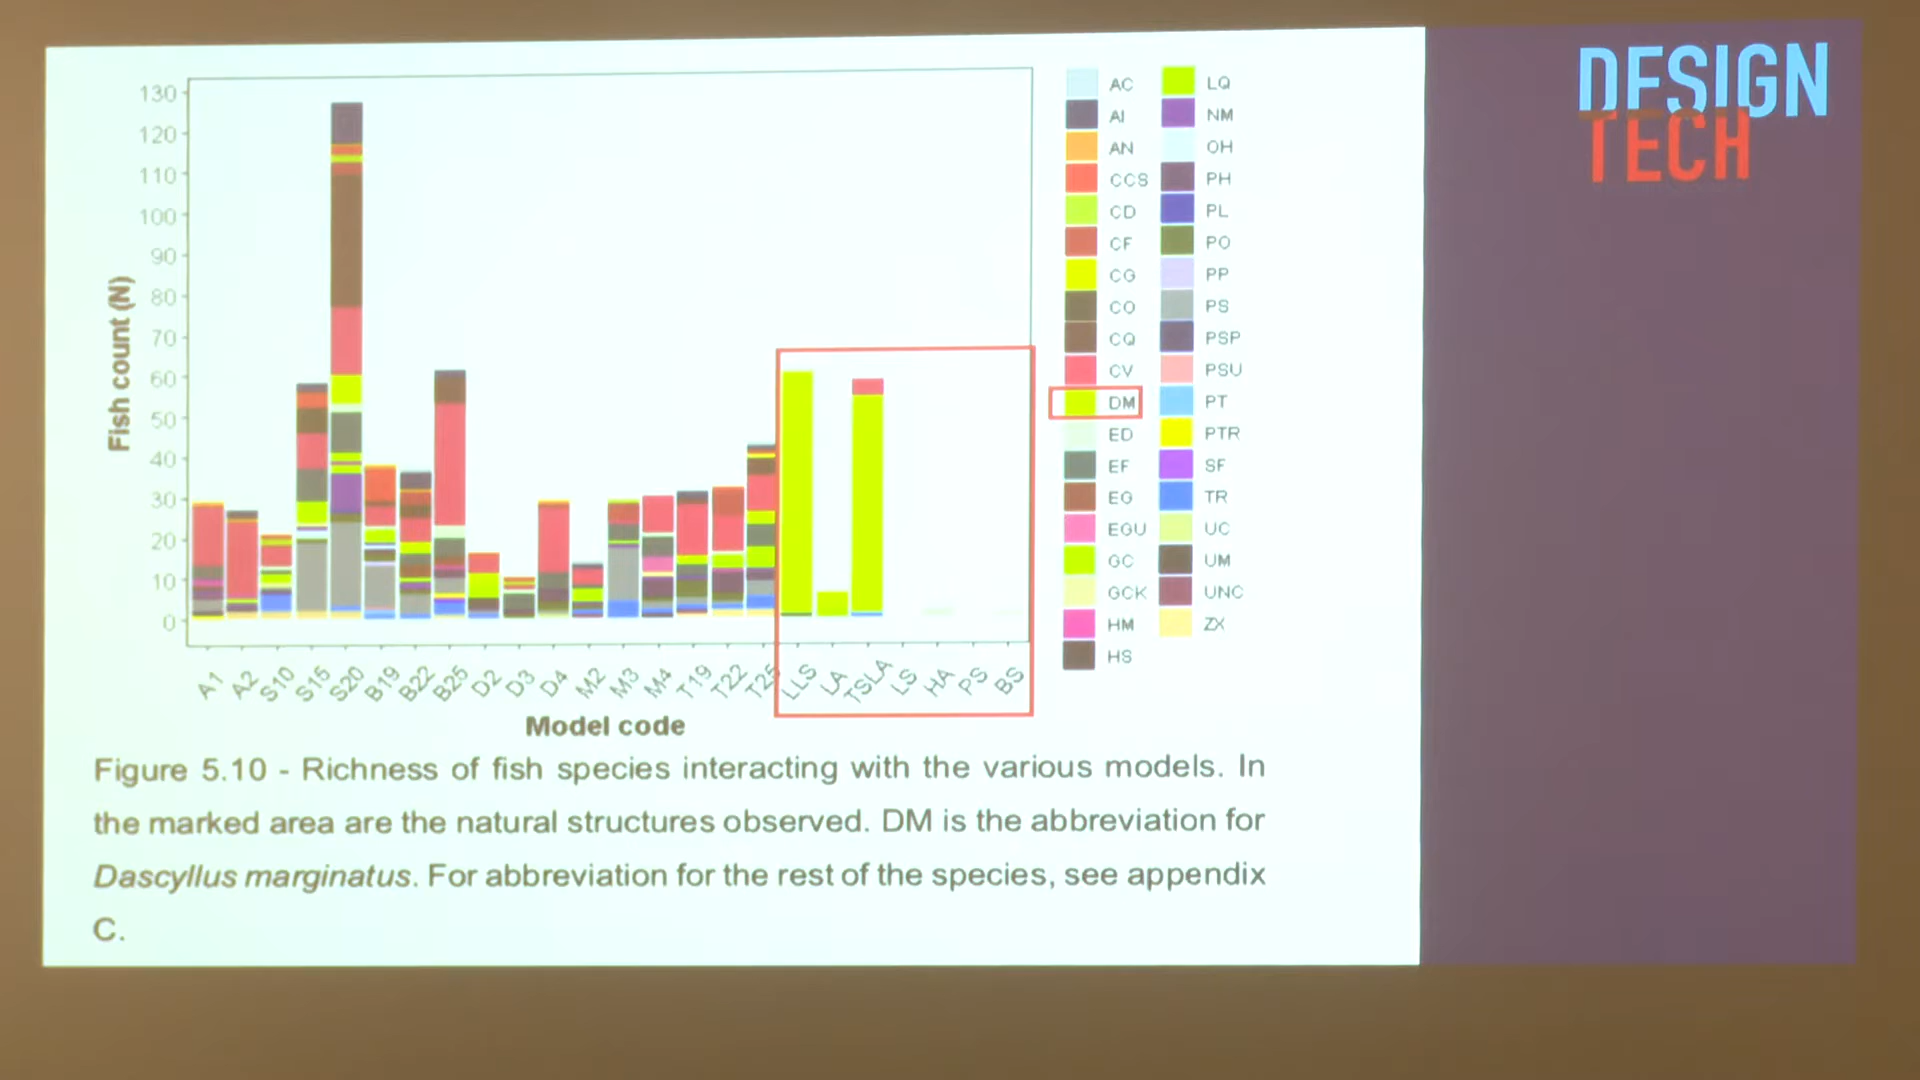 DESIGN
TECH
130
120
110
100
90
80
70
60
50
40
30
20
10
0
Fish count (N)
A1
A2
S10
S15
S20
B19
B22
B25
D2
D3
D4
M2
M3
M4
T19
T22
T25
LLS
LA
TSLA
LS
HA
PS
BS
Model code
AC
AI
AN
CCS
CD
CF
CG
CO
CQ
CV
DM
ED
EF
EG
EGU
GC
GCK
HM
HS
LQ
NM
OH
PH
PL
PO
PP
PS
PSP
PSU
PT
PTR
SF
TR
UC
UM
UNC
ZX
Figure 5.10 - Richness of fish species interacting with the various models. In
the marked area are the natural structures observed. DM is the abbreviation for
Dascyllus marginatus. For abbreviation for the rest of the species, see appendix
C.